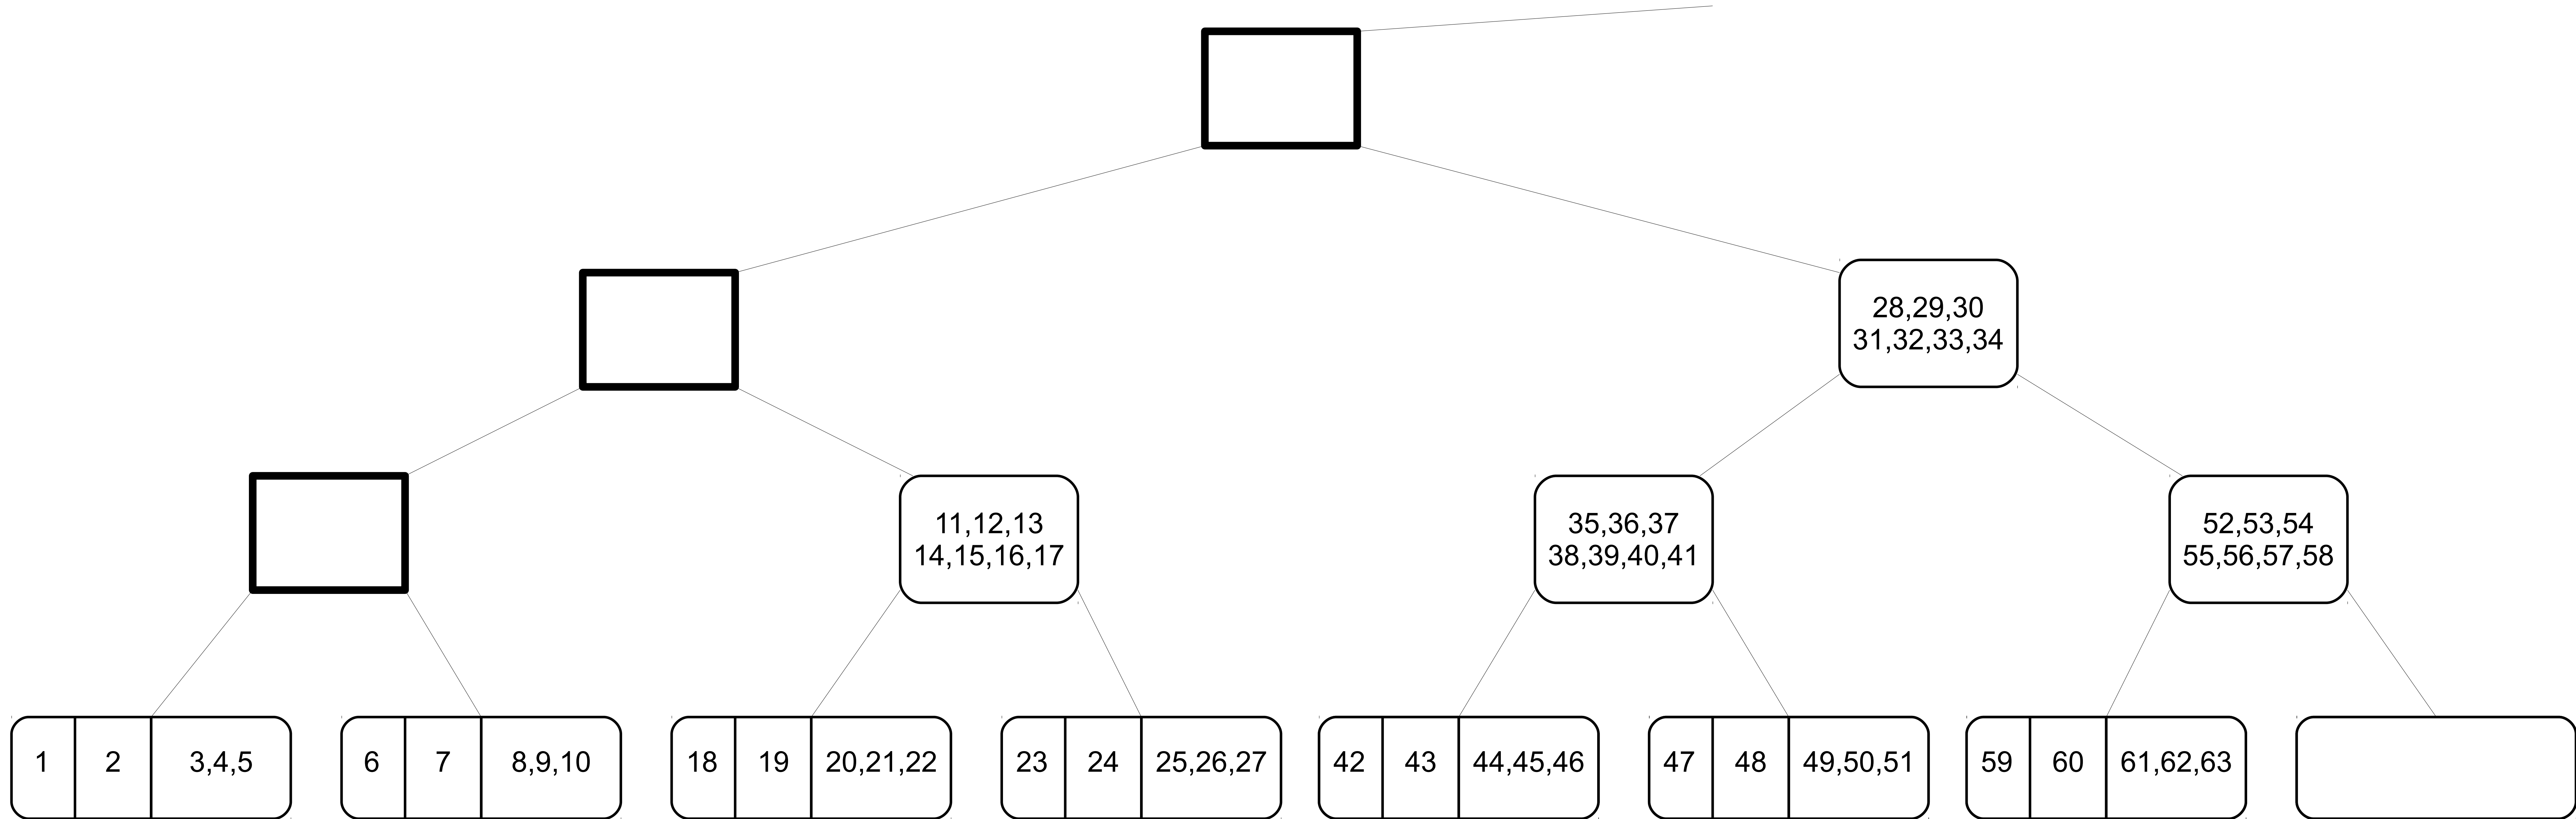 28,29,30
31,32,33,34
11,12,13
14,15,16,17
35,36,37
38,39,40,41
52,53,54
55,56,57,58
1 2 3,4,5
6 7 8,9,10
18 19 20,21,22
23 24 25,26,27
42 43 44,45,46
47 48 49,50,51
59 60 61,62,63